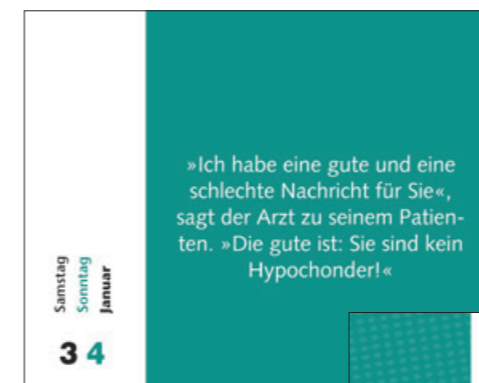 »Ich habe eine gute und eine
schlechte Nachricht für Sie«,
sagt der Arzt zu seinem Patien-
ten. »Die gute ist: Sie sind kein
Hypochonder!«
Samstag
Sonntag
Januar
3 4